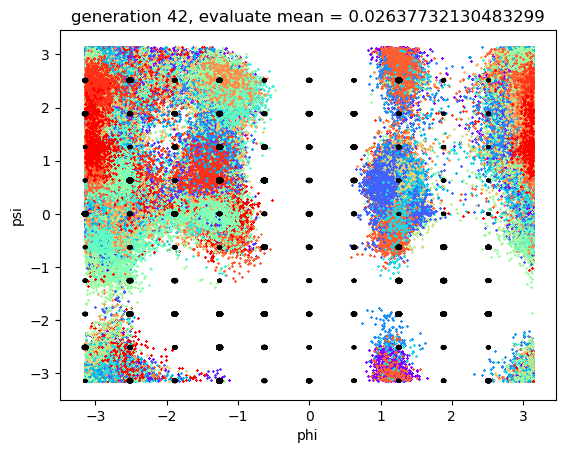 generation 42, evaluate mean = 0.02637732130483299
3
2
1
0
−1
−2
−3
psi
−3 −2 −1 0 1 2 3
phi